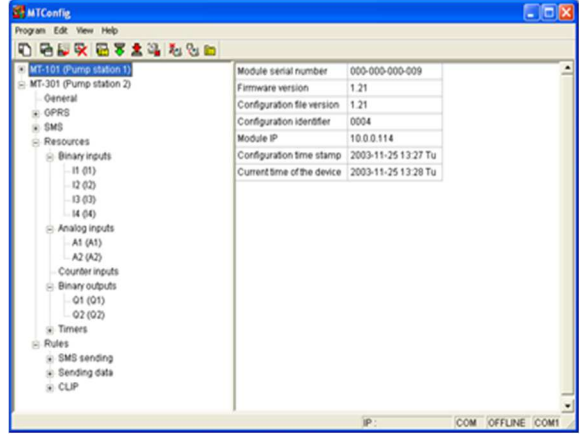 MTConfig
Program Edit View Help
MT-101 (Pump station 1)
MT-301 (Pump station 2)
General
GPRS
SMS
Resources
Binary inputs
I1 (I1)
I2 (I2)
I3 (I3)
I4 (I4)
Analog inputs
A1 (A1)
A2 (A2)
Counter inputs
Binary outputs
Q1 (Q1)
Q2 (Q2)
Timers
Rules
SMS sending
Sending data
CLIP
Module serial number 000-000-000-009
Firmware version 1.21
Configuration file version 1.21
Configuration identifier 0004
Module IP 10.0.0.114
Configuration time stamp 2003-11-25 13:27 Tu
Current time of the device 2003-11-25 13:28 Tu
IP : COM OFFLINE COM1